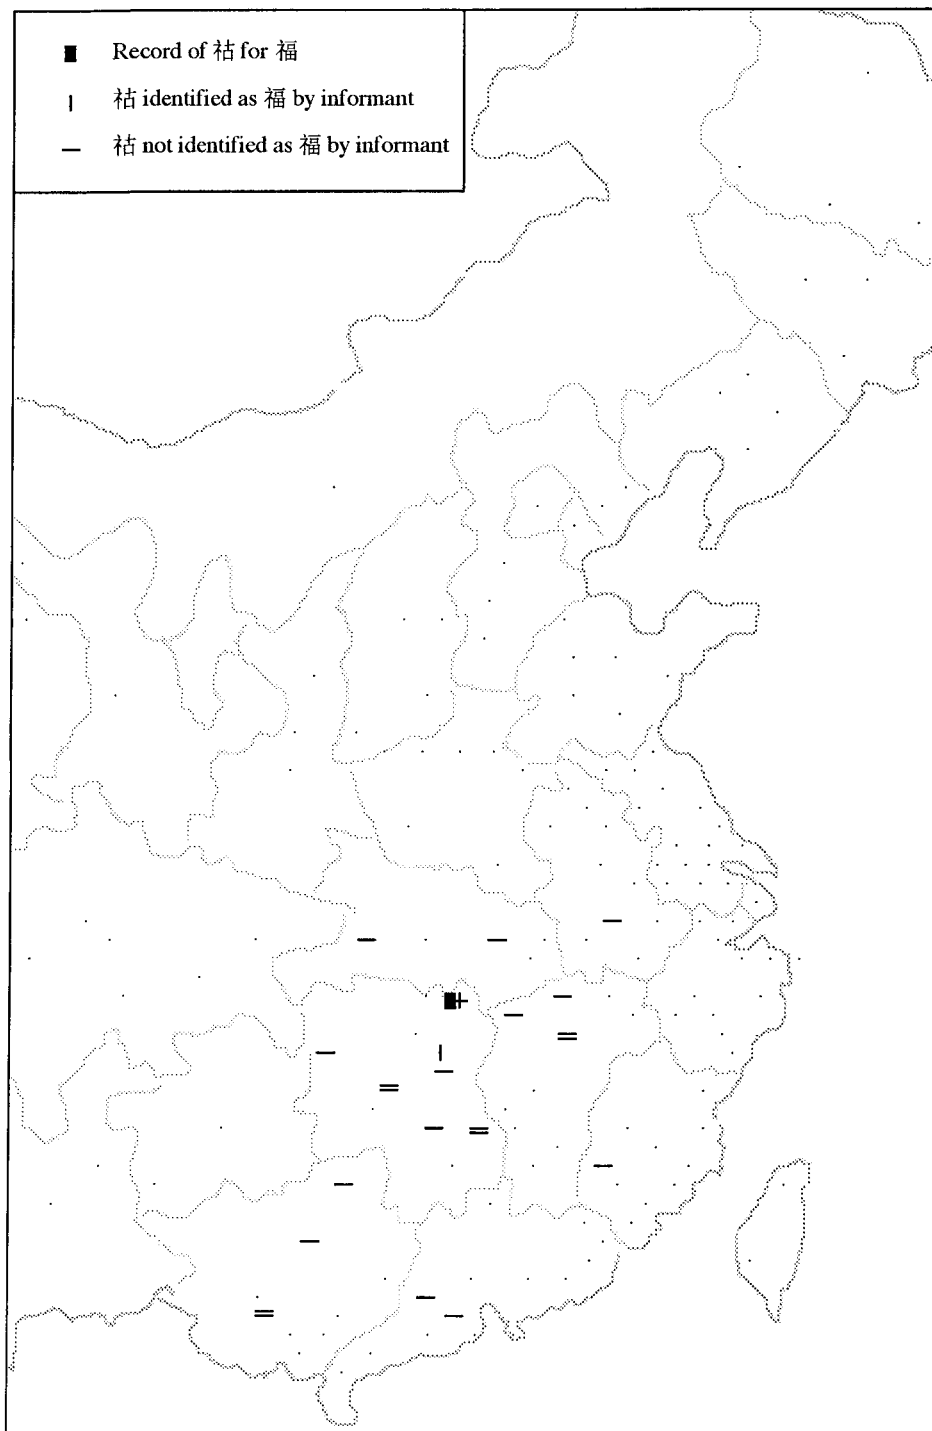 Record of 祜 for 福
祜 identified as 福 by informant
祜 not identified as 福 by informant